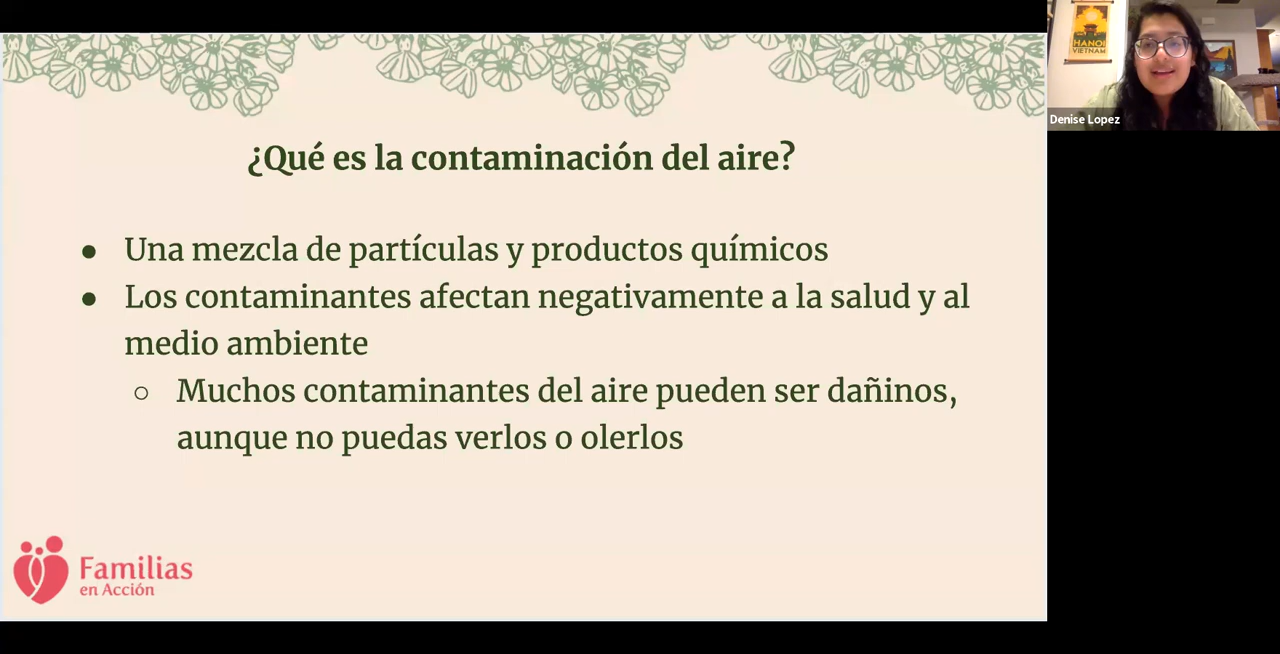 ¿Qué es la contaminación del aire?
● Una mezcla de partículas y productos químicos
● Los contaminantes afectan negativamente a la salud y al
medio ambiente
○ Muchos contaminantes del aire pueden ser dañinos,
aunque no puedas verlos o olerlos
Familias
en Acción
HANOI
VIETNAM
Denise Lopez